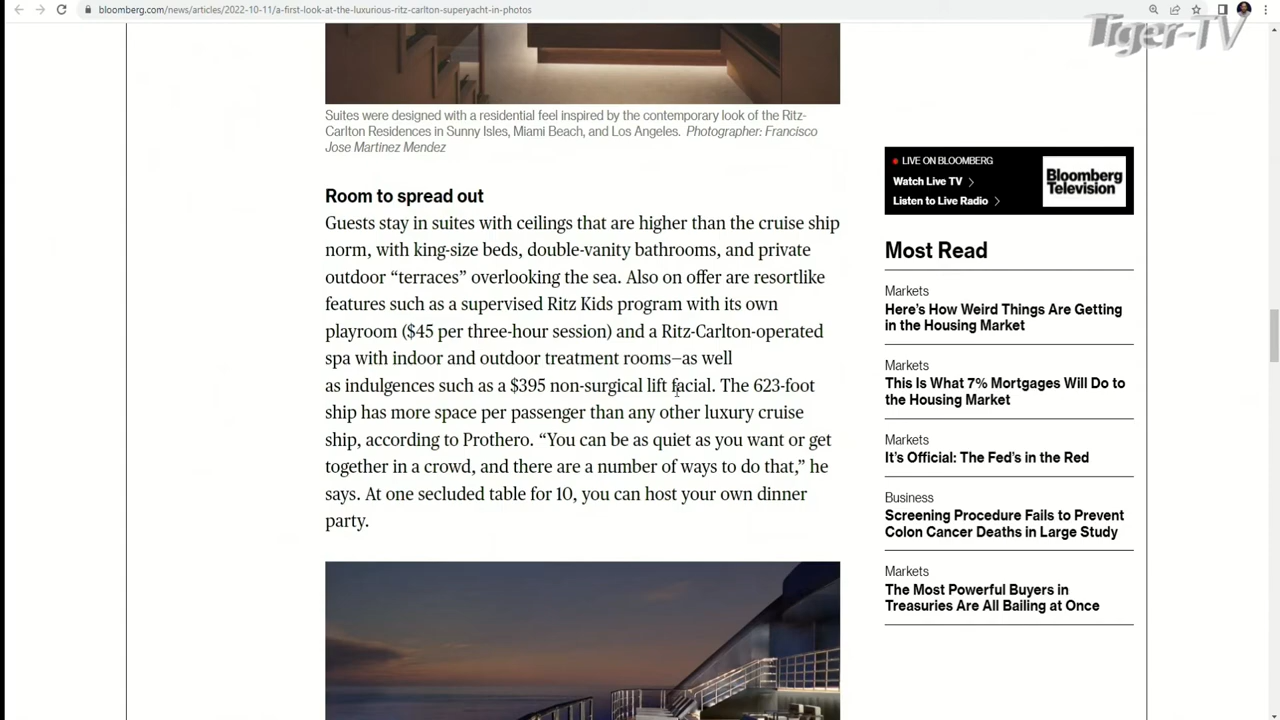 bloomberg.com/news/articles/2022-10-11/a-first-look-at-the-luxurious-ritz-carlton-superyacht-in-photos
Tiger-TV
Suites were designed with a residential feel inspired by the contemporary look of the Ritz-
Carlton Residences in Sunny Isles, Miami Beach, and Los Angeles. Photographer: Francisco
Jose Martinez Mendez
Room to spread out
Guests stay in suites with ceilings that are higher than the cruise ship
norm, with king-size beds, double-vanity bathrooms, and private
outdoor “terraces” overlooking the sea. Also on offer are resortlike
features such as a supervised Ritz Kids program with its own
playroom ($45 per three-hour session) and a Ritz-Carlton-operated
spa with indoor and outdoor treatment rooms—as well
as indulgences such as a $395 non-surgical lift facial. The 623-foot
ship has more space per passenger than any other luxury cruise
ship, according to Prothero. “You can be as quiet as you want or get
together in a crowd, and there are a number of ways to do that,” he
says. At one secluded table for 10, you can host your own dinner
party.
LIVE ON BLOOMBERG
Watch Live TV
Listen to Live Radio
Bloomberg
Television
Most Read
Markets
Here’s How Weird Things Are Getting
in the Housing Market
Markets
This Is What 7% Mortgages Will Do to
the Housing Market
Markets
It’s Official: The Fed’s in the Red
Business
Screening Procedure Fails to Prevent
Colon Cancer Deaths in Large Study
Markets
The Most Powerful Buyers in
Treasuries Are All Bailing at Once